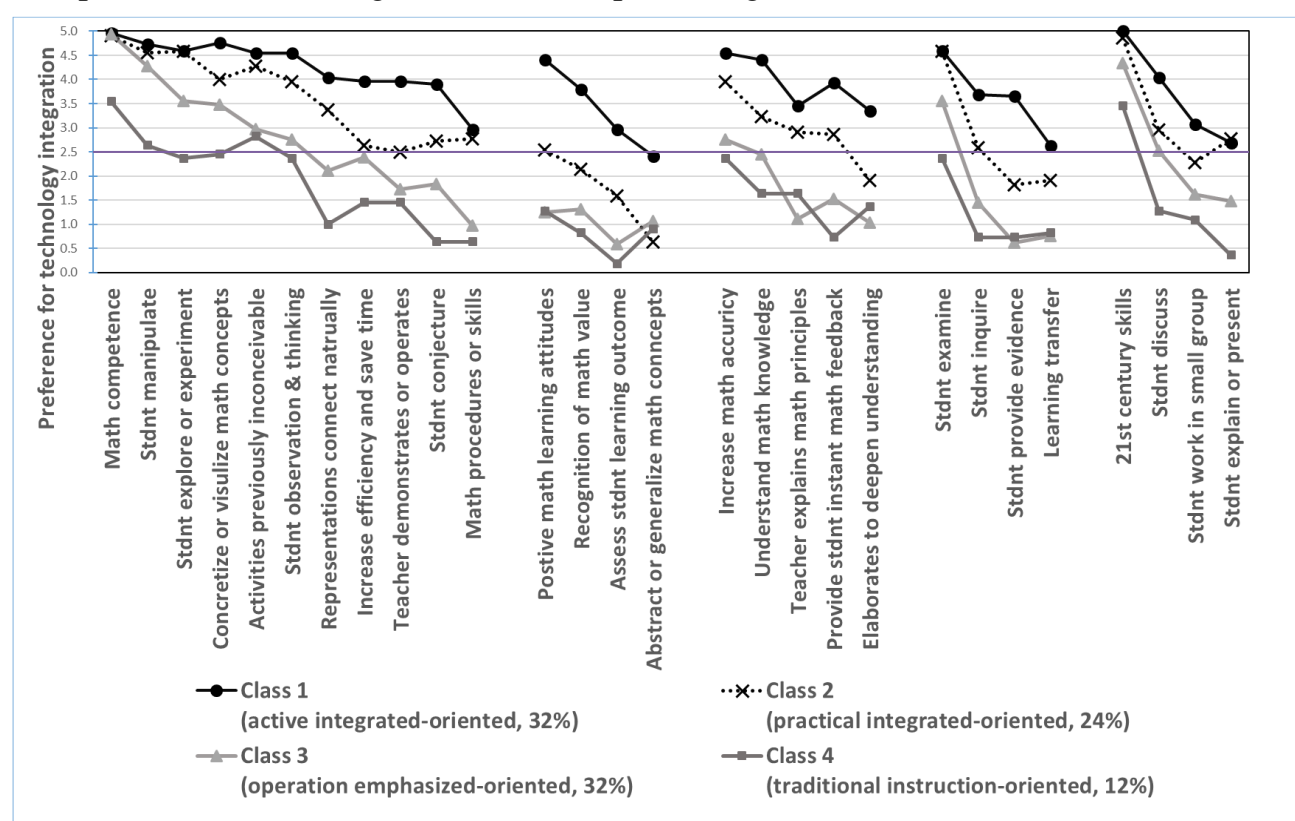 Preference for technology integration
5.0
4.5
4.0
3.5
3.0
2.5
2.0
1.5
1.0
0.5
0.0
Math competence
Stdnt manipulate
Stdnt explore or experiment
Concretize or visulize math concepts
Activities previously inconceivable
Stdnt observation & thinking
Representations connect natrually
Increase efficiency and save time
Teacher demonstrates or operates
Stdnt conjecture
Math procedures or skills
Postive math learning attitudes
Recognition of math value
Assess stdnt learning outcome
Abstract or generalize math conncepts
Increase math accuricy
Understand math knowledge
Teacher explains math principles
Provide stdnt instant math feedback
Elaborates to deepen understanding
Stdnt examine
Stdnt inquire
Stdnt provide evidence
Learning transfer
21st century skills
Stdnt discuss
Stdnt work in small group
Stdnt explain or present
Class 1
(active integrated-oriented, 32%)
Class 2
(practical integrated-oriented, 24%)
Class 3
(operation emphasized-oriented, 32%)
Class 4
(traditional instruction-oriented, 12%)